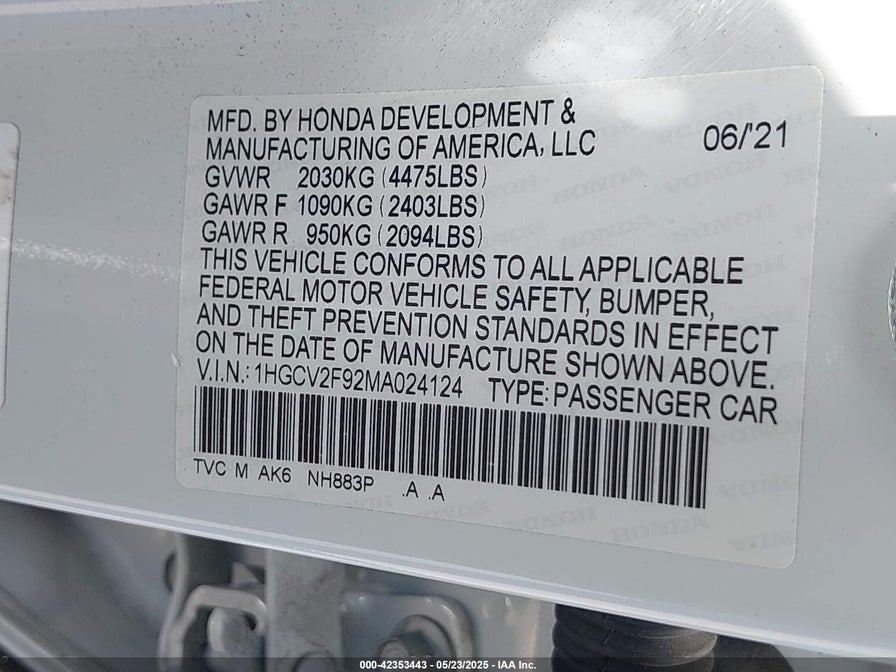 MFD. BY HONDA DEVELOPMENT &
MANUFACTURING OF AMERICA, LLC 06/'21
GVWR 2030KG (4475LBS)
GAWR F 1090KG (2403LBS)
GAWR R 950KG (2094LBS)
THIS VEHICLE CONFORMS TO ALL APPLICABLE
FEDERAL MOTOR VEHICLE SAFETY, BUMPER,
AND THEFT PREVENTION STANDARDS IN EFFECT
ON THE DATE OF MANUFACTURE SHOWN ABOVE.
V.I.N.: 1HGCV2F92MA024124 TYPE: PASSENGER CAR
TVC M AK6 NH883P .A .A
000-42353443 - 05/23/2025 - IAA Inc.